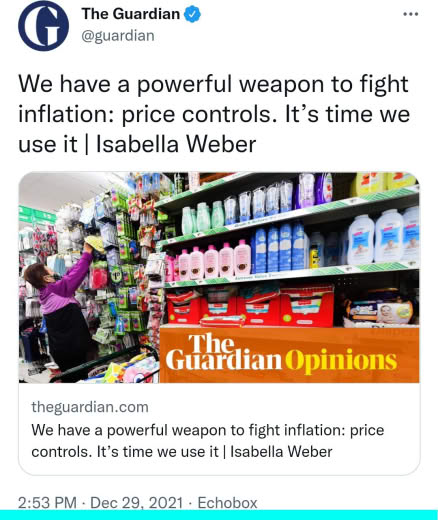 The Guardian
@guardian
We have a powerful weapon to fight
inflation: price controls. It’s time we
use it | Isabella Weber
The
Guardian Opinions
theguardian.com
We have a powerful weapon to fight inflation: price
controls. It’s time we use it | Isabella Weber
2:53 PM · Dec 29, 2021 · Echobox